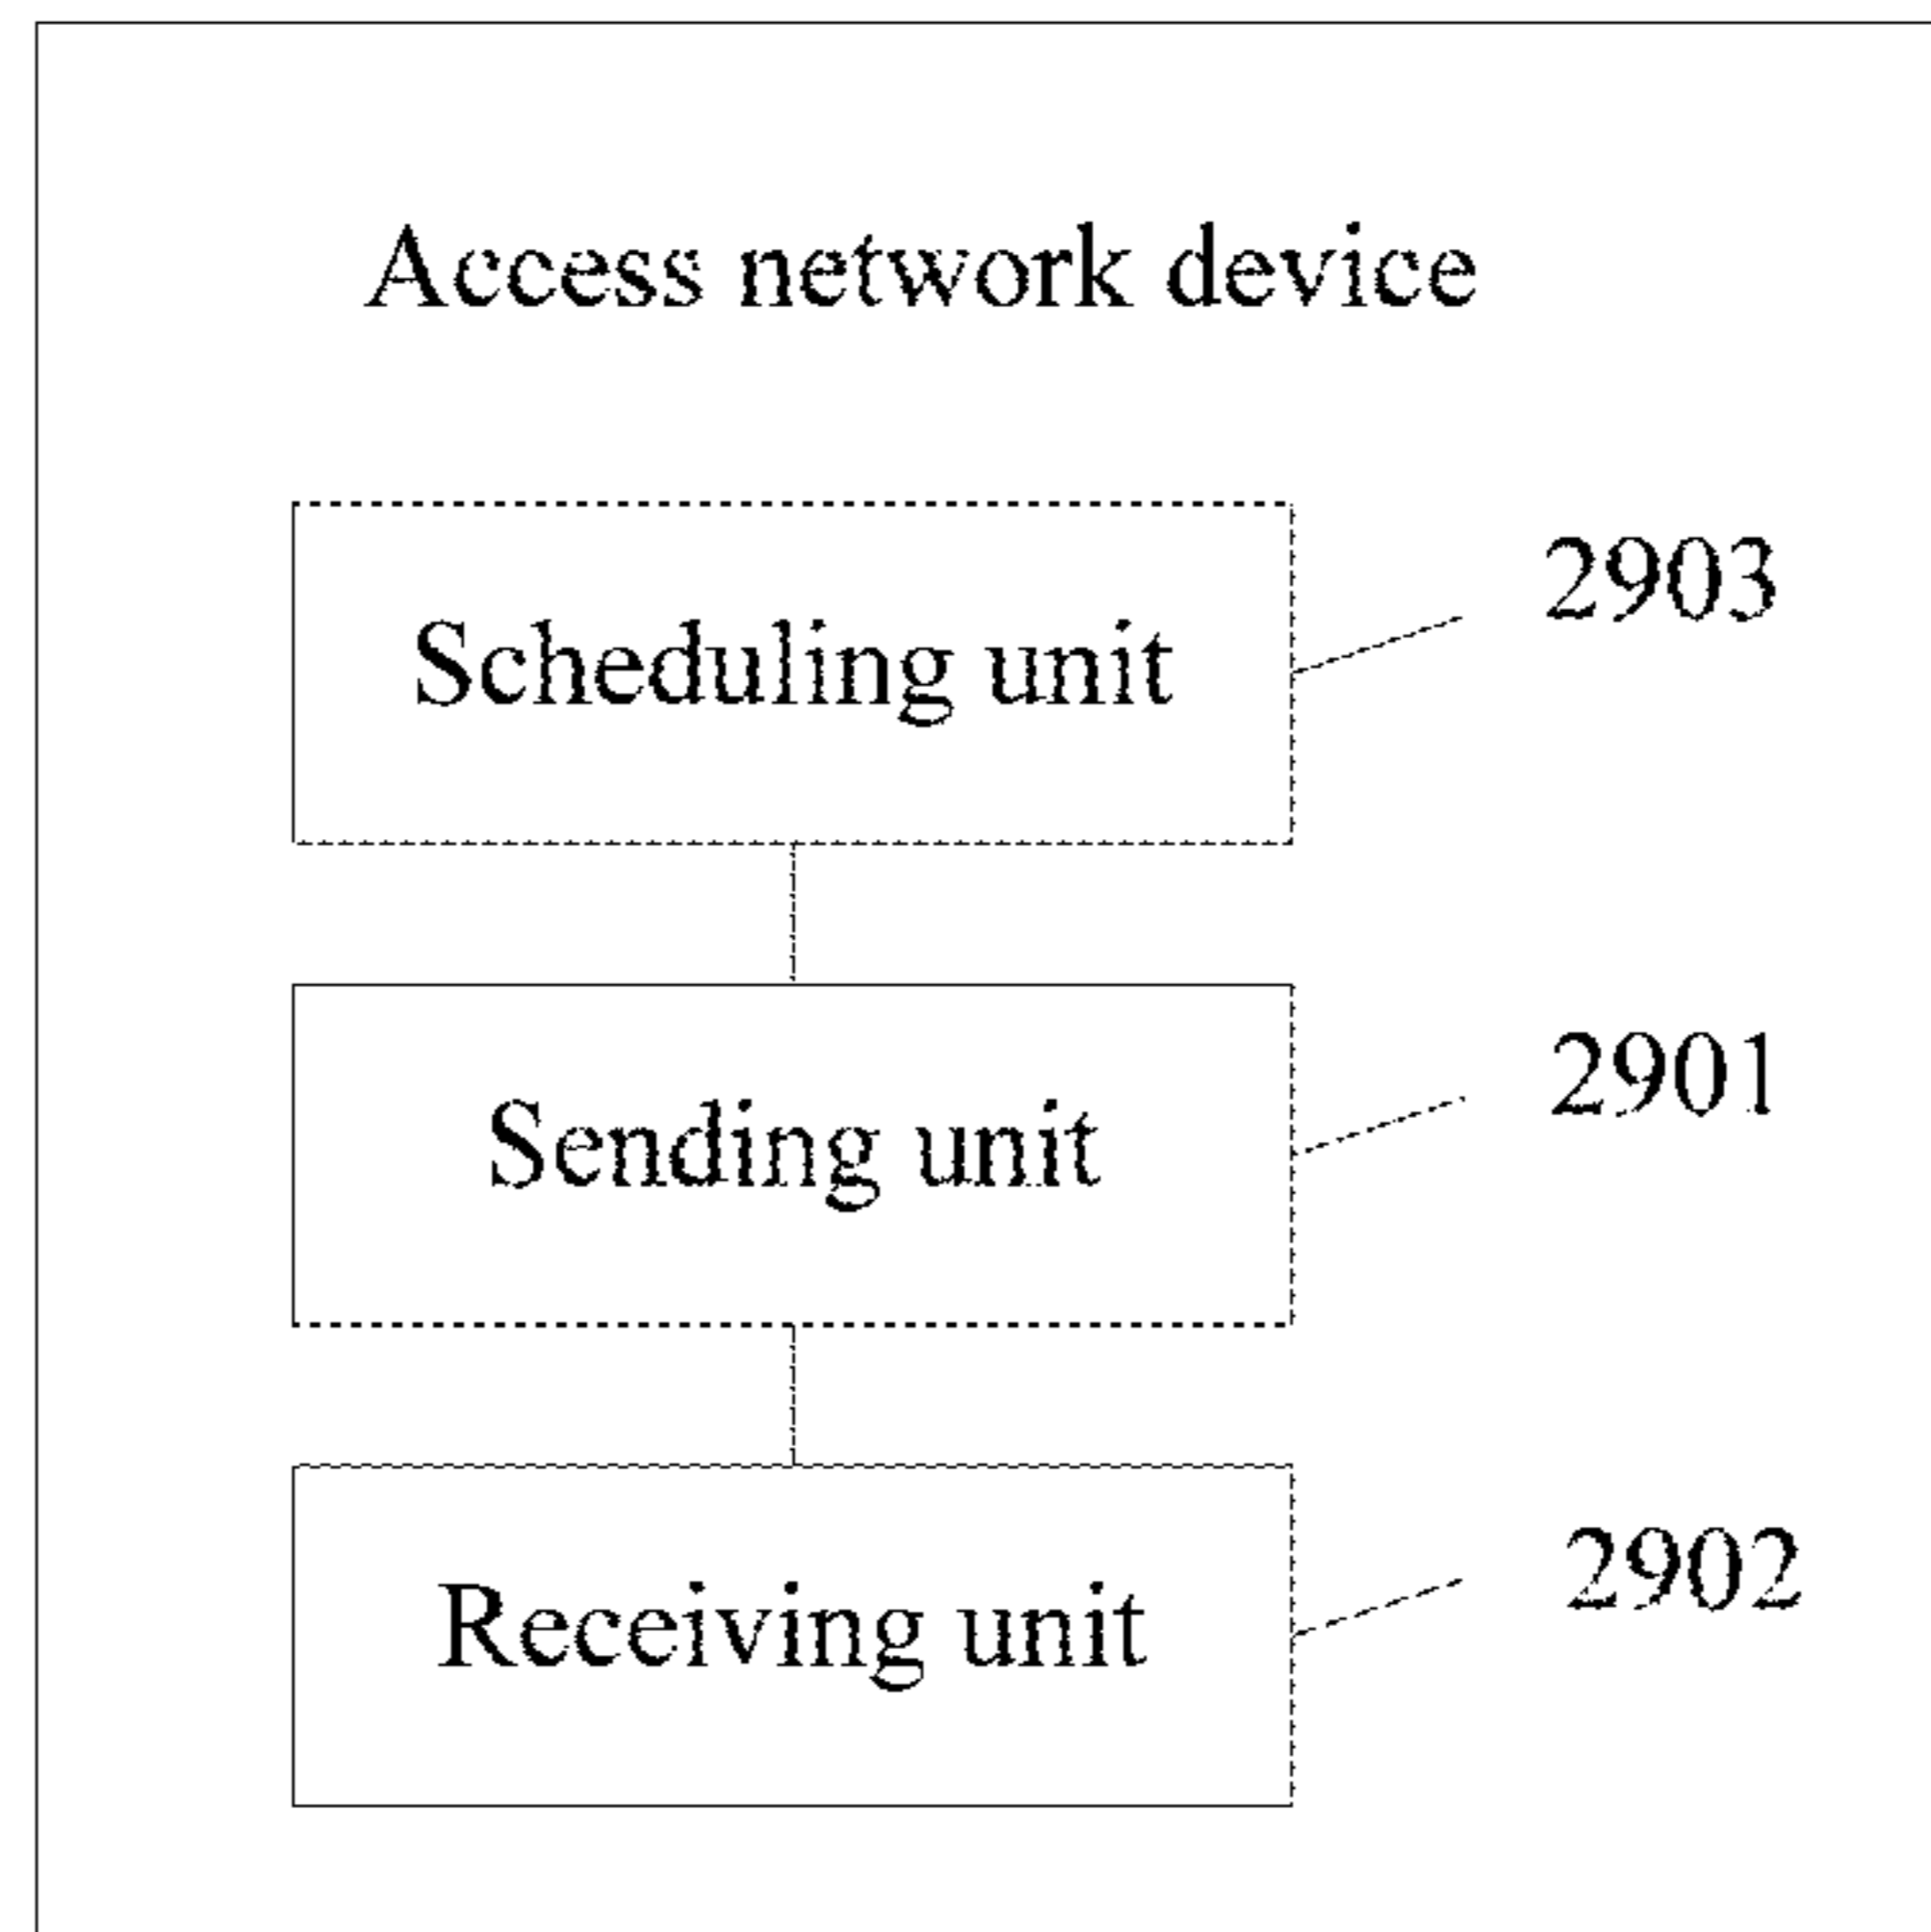 Access network device
2903
Scheduling unit
2901
Sending unit
2902
Receiving unit